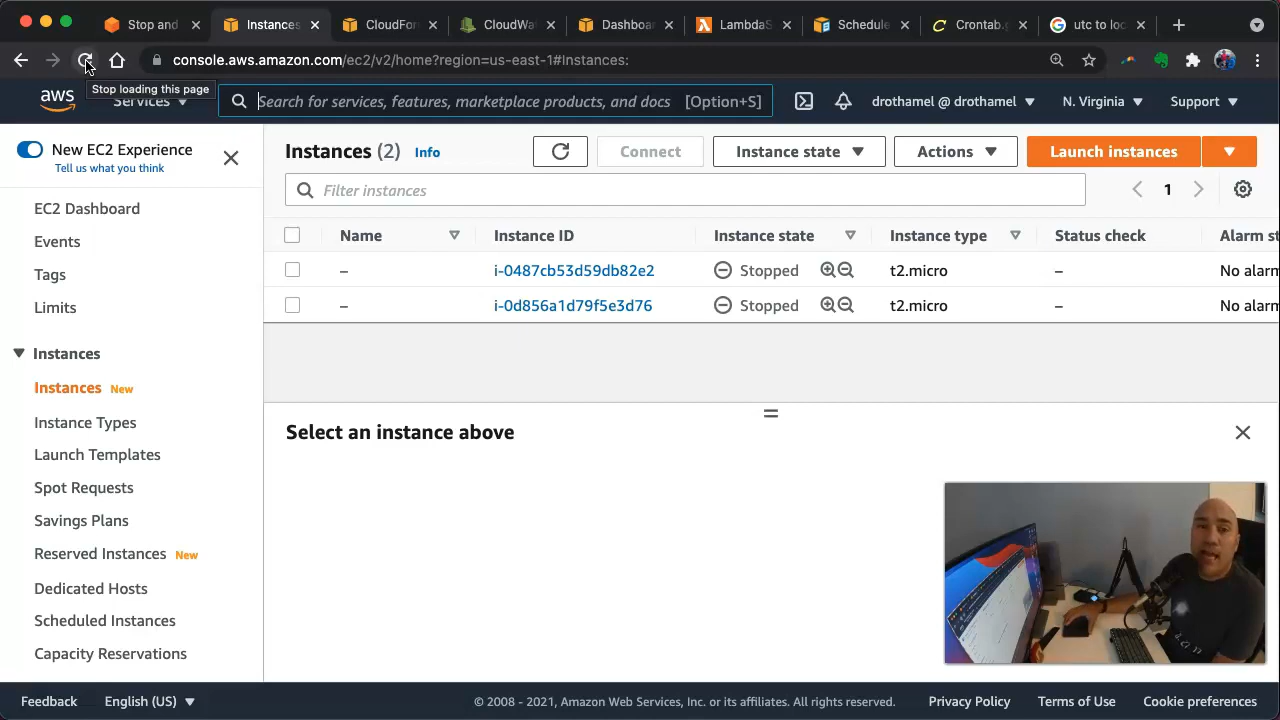 Stop and
Instances
CloudFor
CloudWa
Dashboar
LambdaS
Schedule
Crontab.g
utc to loc
console.aws.amazon.com/ec2/v2/home?region=us-east-1#Instances:
Stop loading this page
aws
Services
Search for services, features, marketplace products, and docs [Option+S]
drothamel @ drothamel
N. Virginia
Support
New EC2 Experience
Tell us what you think
EC2 Dashboard
Events
Tags
Limits
Instances
Instances New
Instance Types
Launch Templates
Spot Requests
Savings Plans
Reserved Instances New
Dedicated Hosts
Scheduled Instances
Capacity Reservations
Instances (2) Info
Connect
Instance state
Actions
Launch instances
Filter instances
1
Name Instance ID Instance state Instance type Status check Alarm st
– i-0487cb53d59db82e2 Stopped t2.micro – No alarm
– i-0d856a1d79f5e3d76 Stopped t2.micro – No alarm
Select an instance above
Feedback English (US) © 2008 - 2021, Amazon Web Services, Inc. or its affiliates. All rights reserved. Privacy Policy Terms of Use Cookie preferences